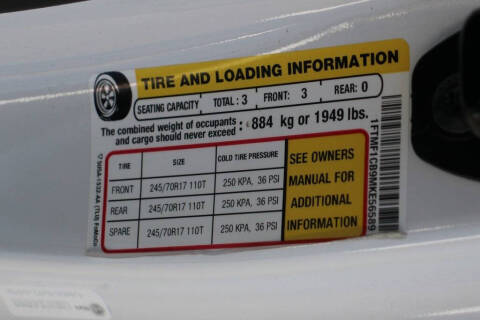 TIRE AND LOADING INFORMATION
SEATING CAPACITY TOTAL : 3 FRONT: 3 REAR: 0
The combined weight of occupants and cargo should never exceed : 884 kg or 1949 lbs.
TIRE SIZE COLD TIRE PRESSURE
FRONT 245/70R17 110T 250 KPA, 36 PSI
REAR 245/70R17 110T 250 KPA, 36 PSI
SPARE 245/70R17 110T 250 KPA, 36 PSI
SEE OWNERS
MANUAL FOR
ADDITIONAL
INFORMATION
1FTMF1CB9MKE56589